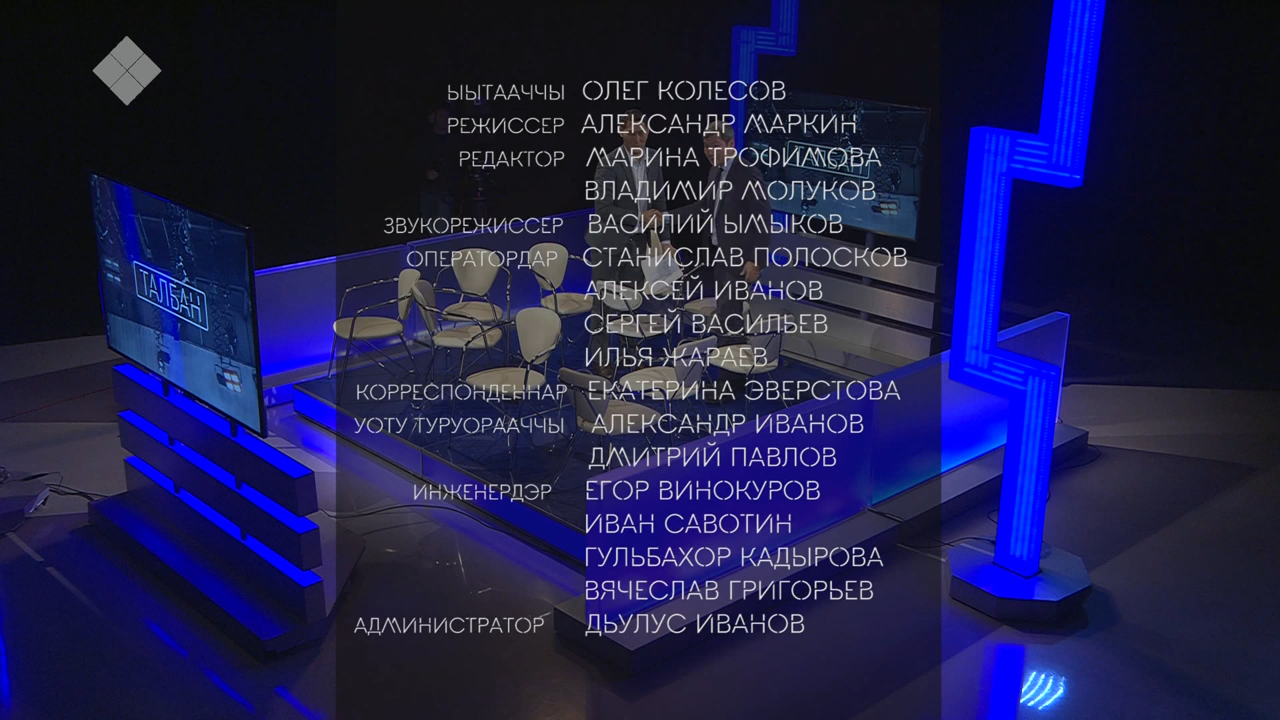 ЫЫТААЧЧЫ ОЛЕГ КОЛЕСОВ
РЕЖИССЕР АЛЕКСАНДР МАРКИН
РЕДАКТОР МАРИНА ТРОФИМОВА
ВЛАДИМИР МОЛУКОВ
ЗВУКОРЕЖИССЕР ВАСИЛИЙ ЫМЫКОВ
ОПЕРАТОРДАР СТАНИСЛАВ ПОЛОСКОВ
АЛЕКСЕЙ ИВАНОВ
СЕРГЕЙ ВАСИЛЬЕВ
ИЛЬЯ ЖАРАЕВ
КОРРЕСПОНДЕННАР ЕКАТЕРИНА ЭВЕРСТОВА
УОТУ ТУРУОРААЧЧЫ АЛЕКСАНДР ИВАНОВ
ДМИТРИЙ ПАВЛОВ
ИНЖЕНЕРДЭР ЕГОР ВИНОКУРОВ
ИВАН САВОТИН
ГУЛЬБАХОР КАДЫРОВА
ВЯЧЕСЛАВ ГРИГОРЬЕВ
АДМИНИСТРАТОР ДЬУЛУС ИВАНОВ
ТАЛБАН